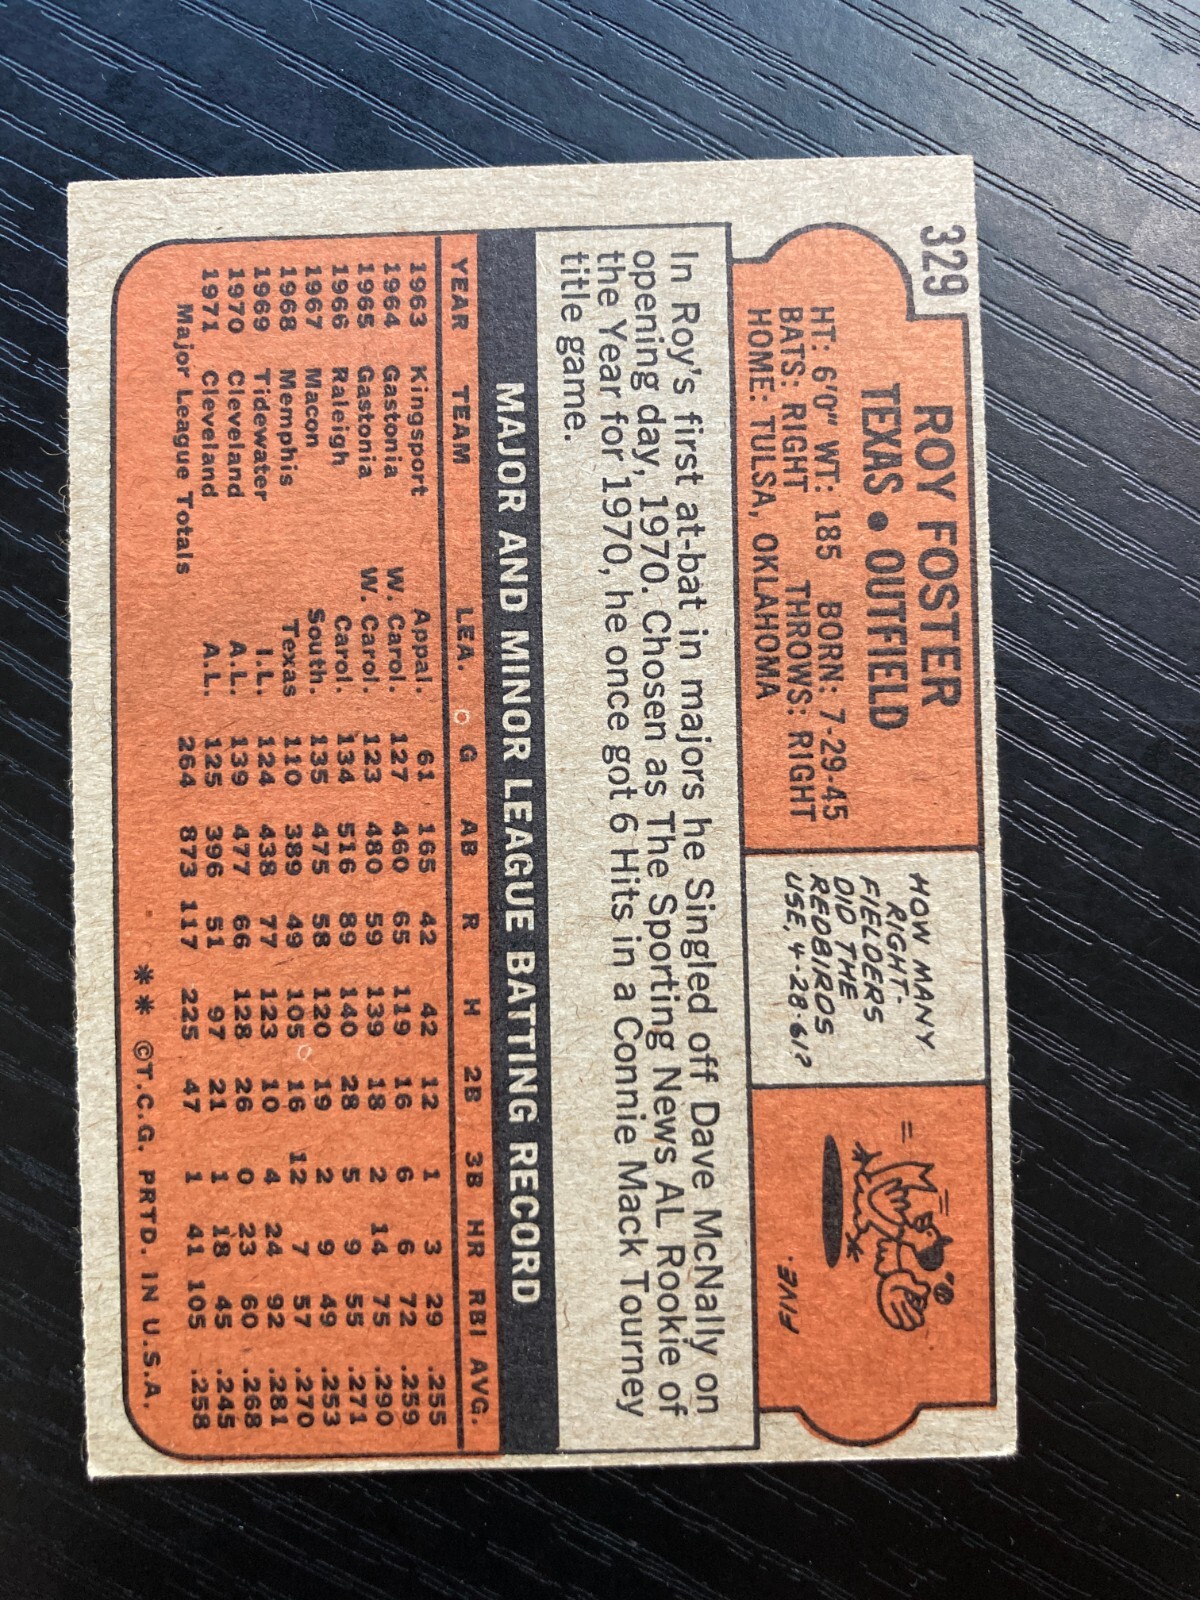 329
ROY FOSTER
TEXAS • OUTFIELD
HT: 6'0" WT: 185 BORN: 7-29-45
BATS: RIGHT THROWS: RIGHT
HOME: TULSA, OKLAHOMA
HOW MANY
RIGHT-
FIELDERS
DID THE
REDBIRDS
USE, 4-28-61?
FIVE.
In Roy's first at-bat in majors he Singled off Dave McNally on
opening day, 1970. Chosen as The Sporting News AL Rookie of
the Year for 1970, he once got 6 Hits in a Connie Mack Tourney
title game.
MAJOR AND MINOR LEAGUE BATTING RECORD
YEAR TEAM LEA. G AB R H 2B 3B HR RBI AVG.
1963 Kingsport Appal. 61 165 42 42 12 1 3 29 .255
1964 Gastonia W. Carol. 127 460 65 119 16 6 6 72 .259
1965 Gastonia W. Carol. 123 480 59 139 18 2 14 75 .290
1966 Raleigh Carol. 134 516 89 140 28 5 9 55 .271
1967 Macon South. 135 475 58 120 19 2 9 49 .253
1968 Memphis Texas 110 389 49 105 16 12 7 57 .270
1969 Tidewater I.L. 124 438 77 123 10 4 24 92 .281
1970 Cleveland A.L. 139 477 66 128 26 0 23 60 .268
1971 Cleveland A.L. 125 396 51 97 21 1 18 45 .245
Major League Totals 264 873 117 225 47 1 41 105 .258
** ©T.C.G. PRTD. IN U.S.A.